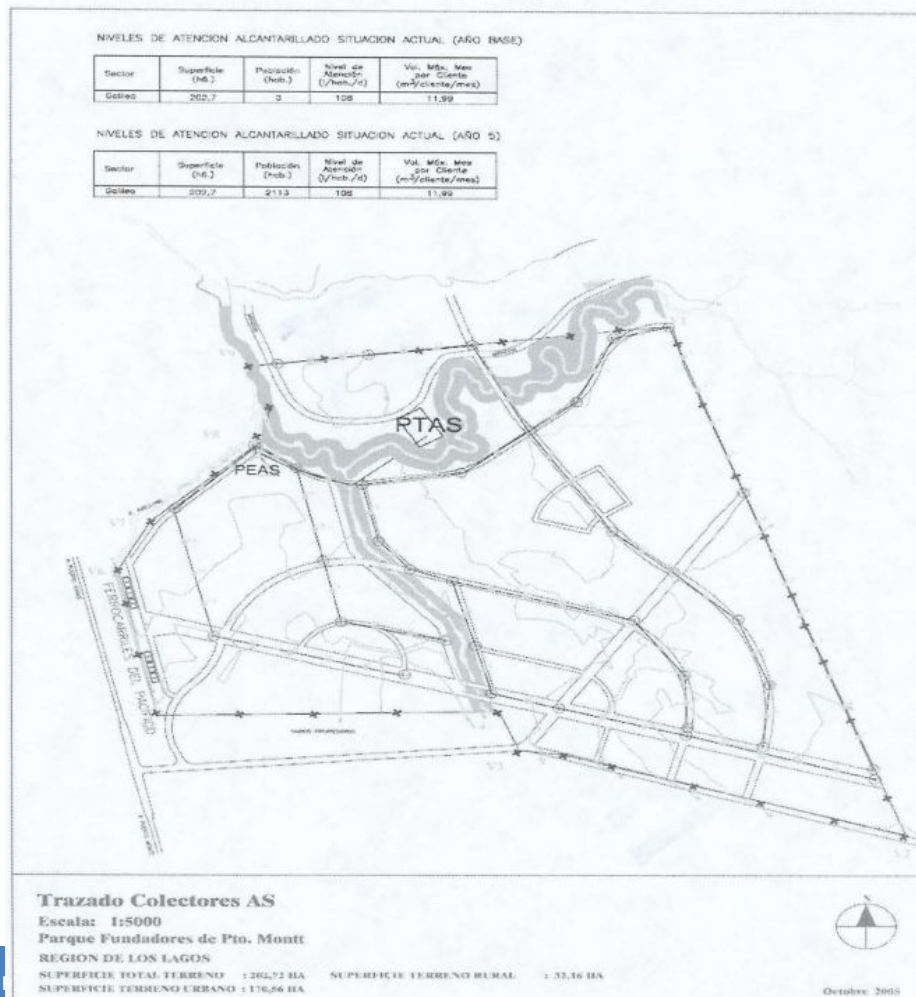 NIVELES DE ATENCION ALCANTARILLADO SITUACION ACTUAL (AÑO BASE)
Sector Superficie (há.) Población (hab.) Nivel de Atención (l/hab./d) Vol. Máx. Mes por Cliente (m³/cliente/mes)
Galilea 202,7 0 108 11,99
NIVELES DE ATENCION ALCANTARILLADO SITUACION ACTUAL (AÑO 5)
Sector Superficie (há.) Población (hab.) Nivel de Atención (l/hab./d) Vol. Máx. Mes por Cliente (m³/cliente/mes)
Galilea 202,7 2113 108 11,99
PTAS
PEAS
FERROCARRILES DEL PACIFICO
Trazado Colectores AS
Escala: 1:5000
Parque Fundadores de Pto. Montt
REGION DE LOS LAGOS
SUPERFICIE TOTAL TERRENO : 202,72 HA SUPERFICIE TERRENO RURAL : 32,16 HA
SUPERFICIE TERRENO URBANO : 170,56 HA
N
Octubre 2005